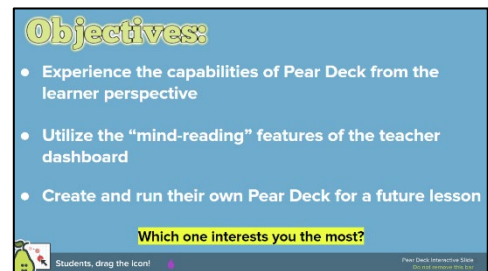 Objectives:
● Experience the capabilities of Pear Deck from the
learner perspective
● Utilize the “mind-reading” features of the teacher
dashboard
● Create and run their own Pear Deck for a future lesson
Which one interests you the most?
Students, drag the icon!
Pear Deck Interactive Slide
Do not remove this bar